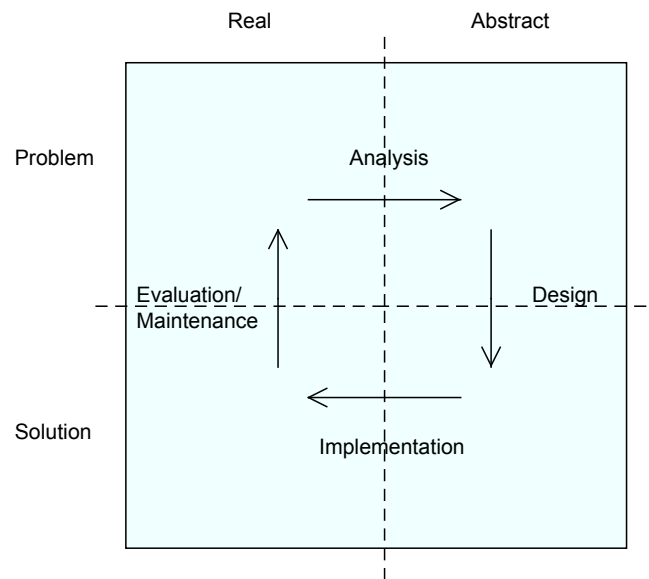 Real
Abstract
Problem
Analysis
Evaluation/
Maintenance
Design
Solution
Implementation